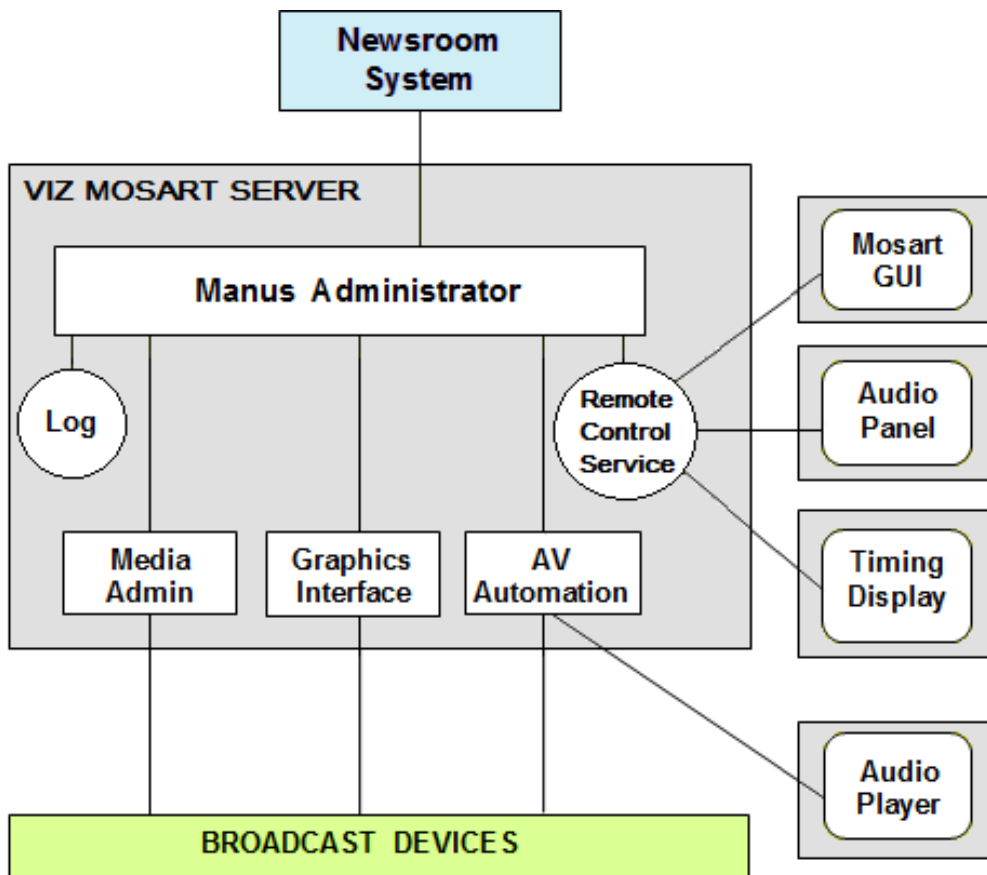 Newsroom
System
VIZ MOSART SERVER
Manus Administrator
Mosart
GUI
Log
Remote
Control
Service
Audio
Panel
Media
Admin
Graphics
Interface
AV
Automation
Timing
Display
Audio
Player
BROADCAST DEVICES